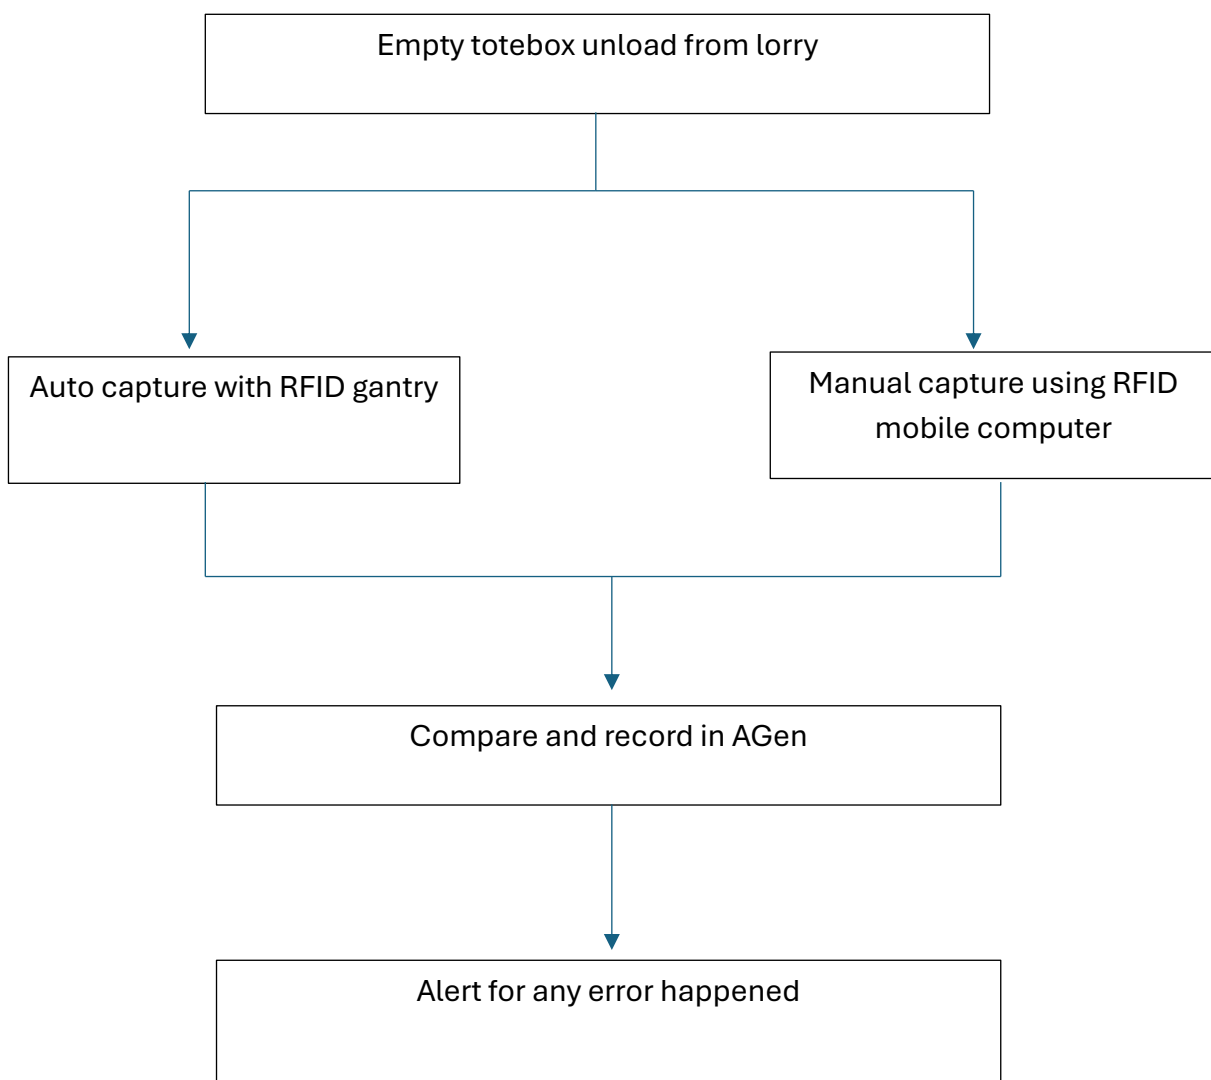 Empty totebox unload from lorry
Auto capture with RFID gantry
Manual capture using RFID
mobile computer
Compare and record in AGen
Alert for any error happened